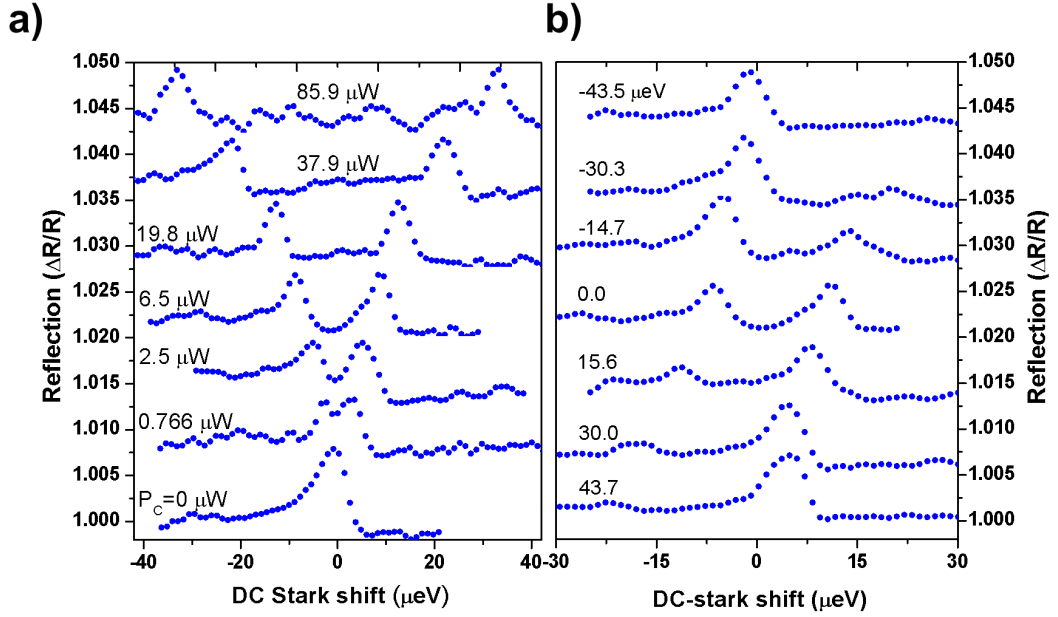 a)
b)
Reflection (ΔR/R)
1.050
1.045
1.040
1.035
1.030
1.025
1.020
1.015
1.010
1.005
1.000
85.9 μW
37.9 μW
19.8 μW
6.5 μW
2.5 μW
0.766 μW
P_C=0 μW
-40
-20
0
20
40
DC Stark shift (μeV)
-43.5 μeV
-30.3
-14.7
0.0
15.6
30.0
43.7
-30
-15
0
15
30
DC-stark shift (μeV)
1.050
1.045
1.040
1.035
1.030
1.025
1.020
1.015
1.010
1.005
1.000
Reflection (ΔR/R)